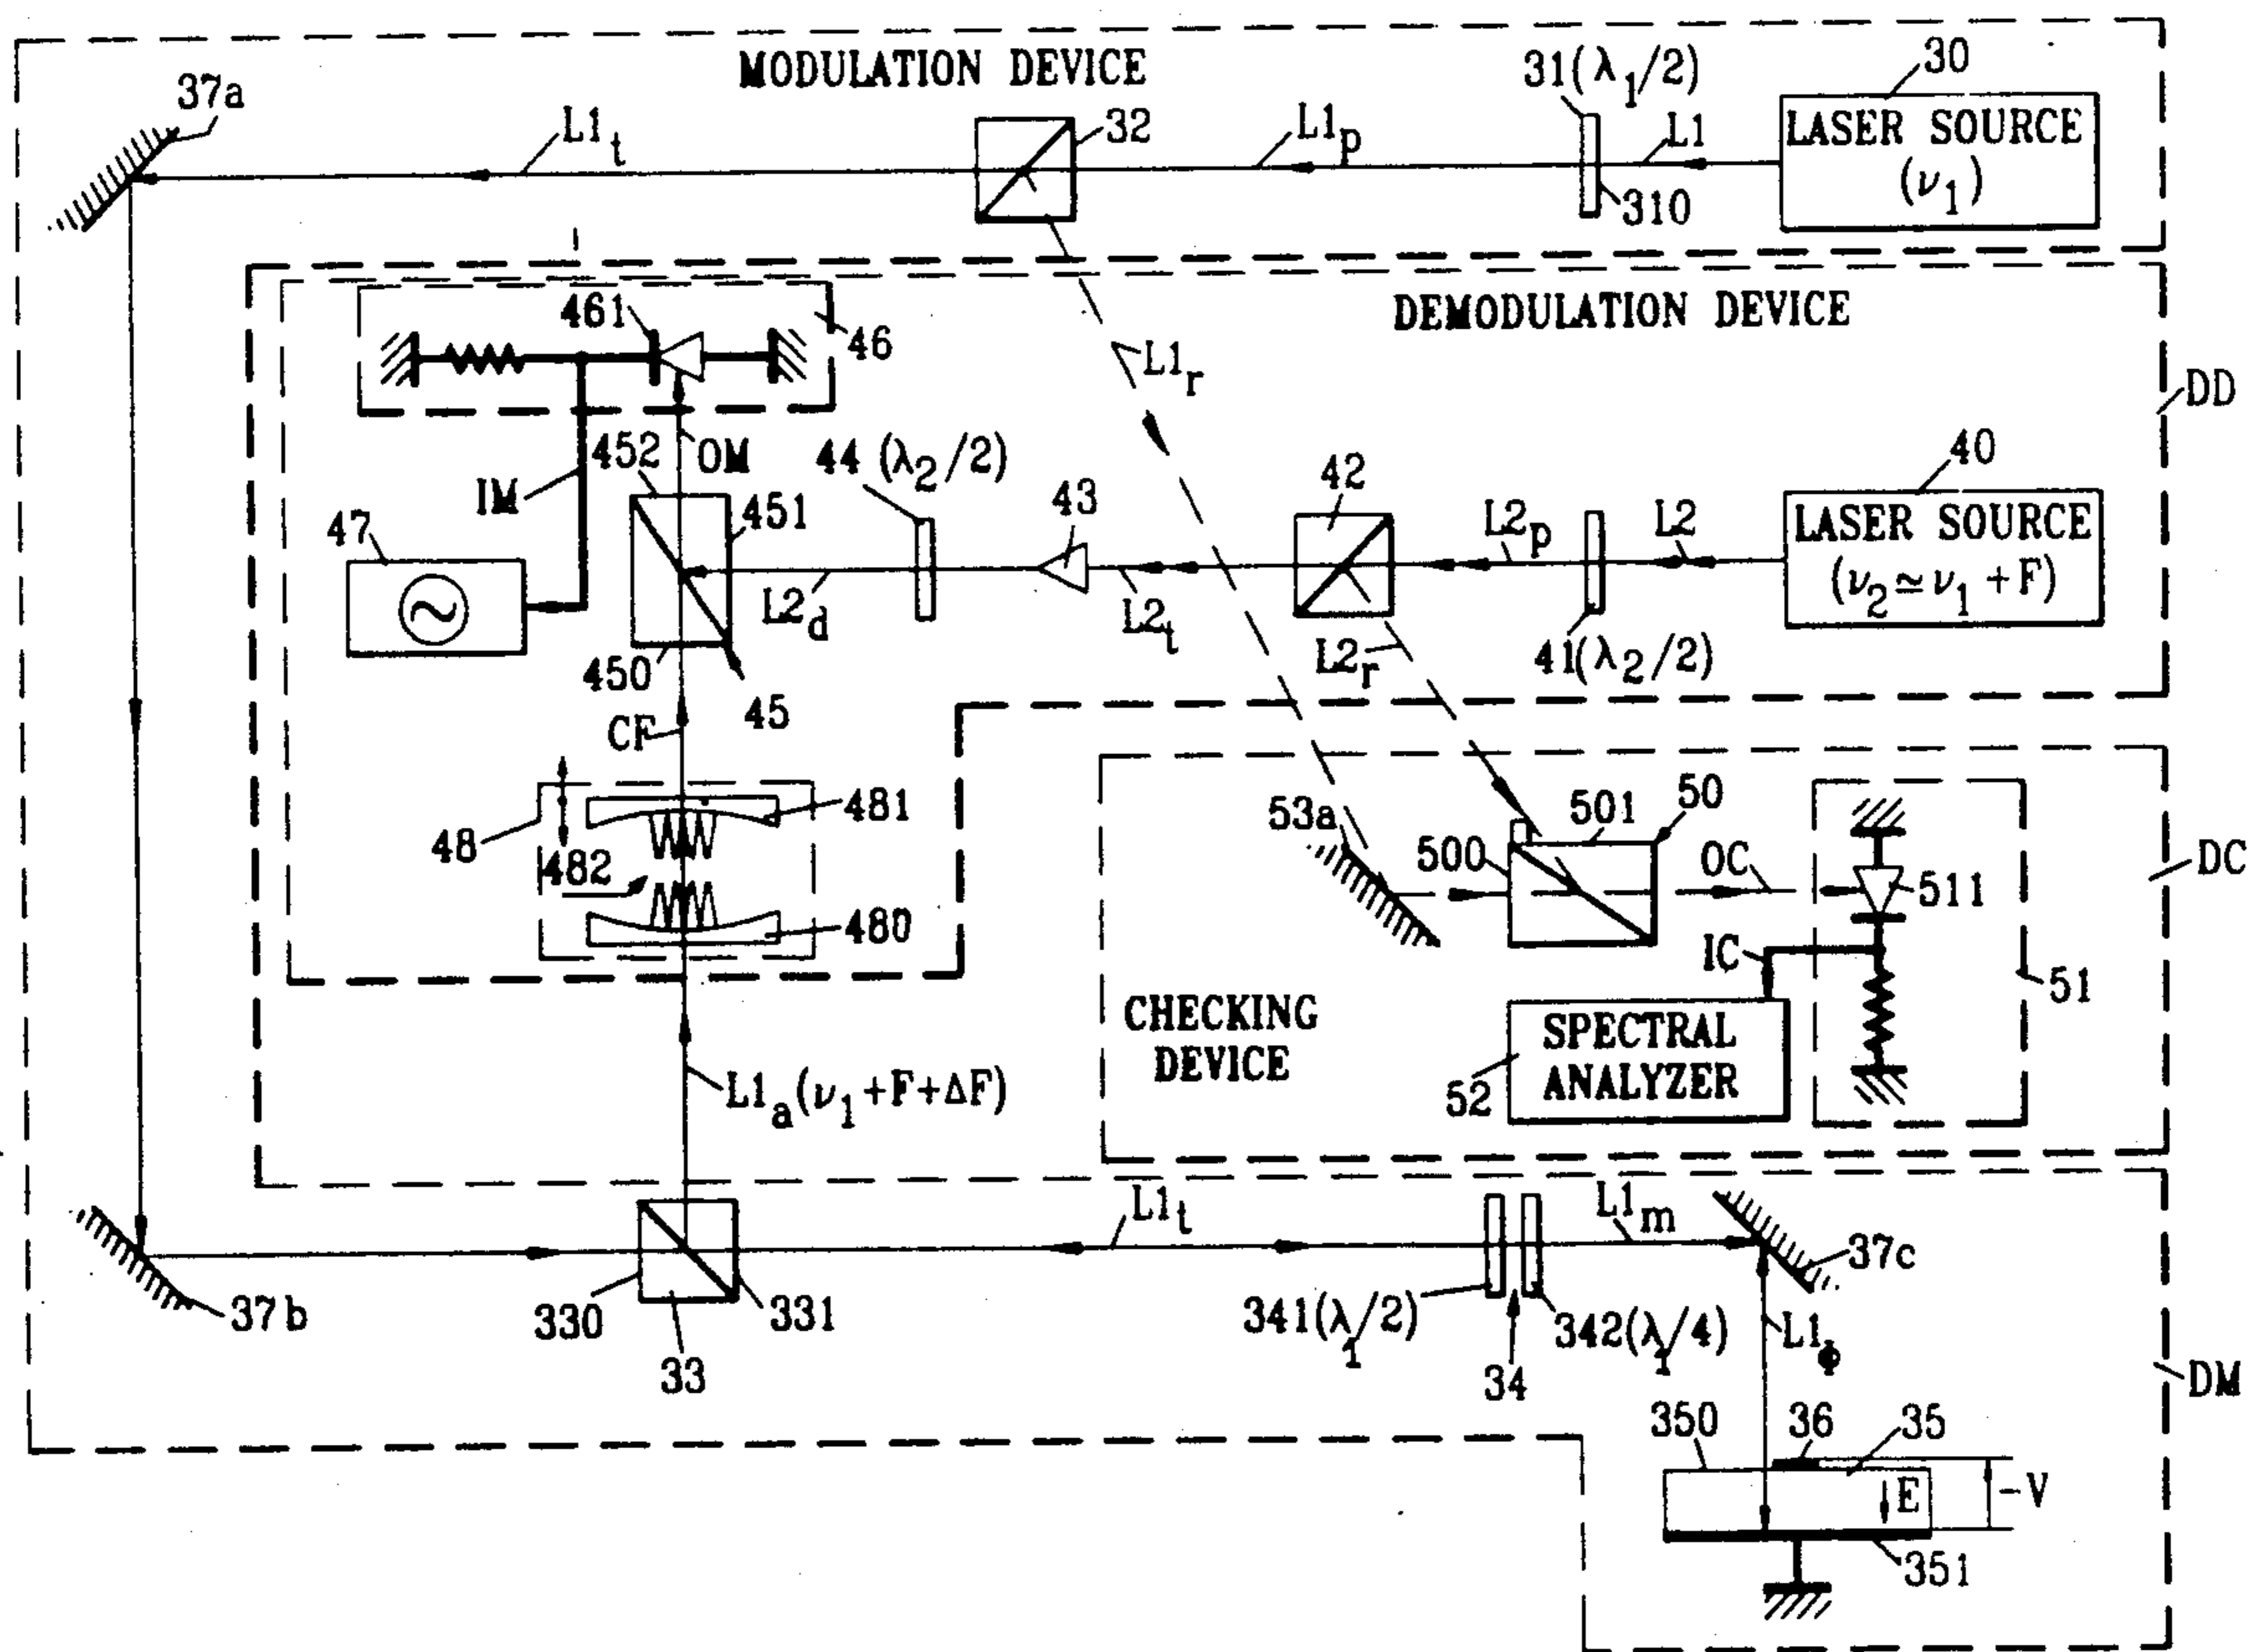 MODULATION DEVICE
37a
L1t
32
L1p
31(λ1/2)
L1
310
30
LASER SOURCE
(ν1)
DEMODULATION DEVICE
461
46
L1r
DD
452
OM
44 (λ2/2)
IM
451
43
42
L2p
L2
40
LASER SOURCE
(ν2≃ν1+F)
47
L2d
L2t
450
45
L2r
41(λ2/2)
CF
481
48
482
480
53a
500
501
50
OC
511
DC
IC
51
CHECKING
DEVICE
SPECTRAL
ANALYZER
52
L1a(ν1+F+ΔF)
L1t
L1m
37c
37b
330
331
33
341(λ1/2)
342(λ1/4)
34
L1Φ
DM
350
36
35
E
-V
351